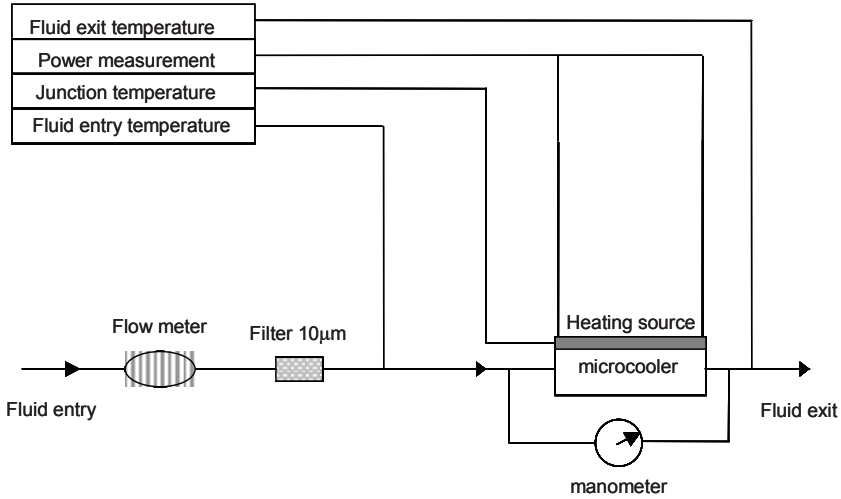 Fluid exit temperature
Power measurement
Junction temperature
Fluid entry temperature
Flow meter
Filter 10μm
Heating source
microcooler
Fluid entry
Fluid exit
manometer